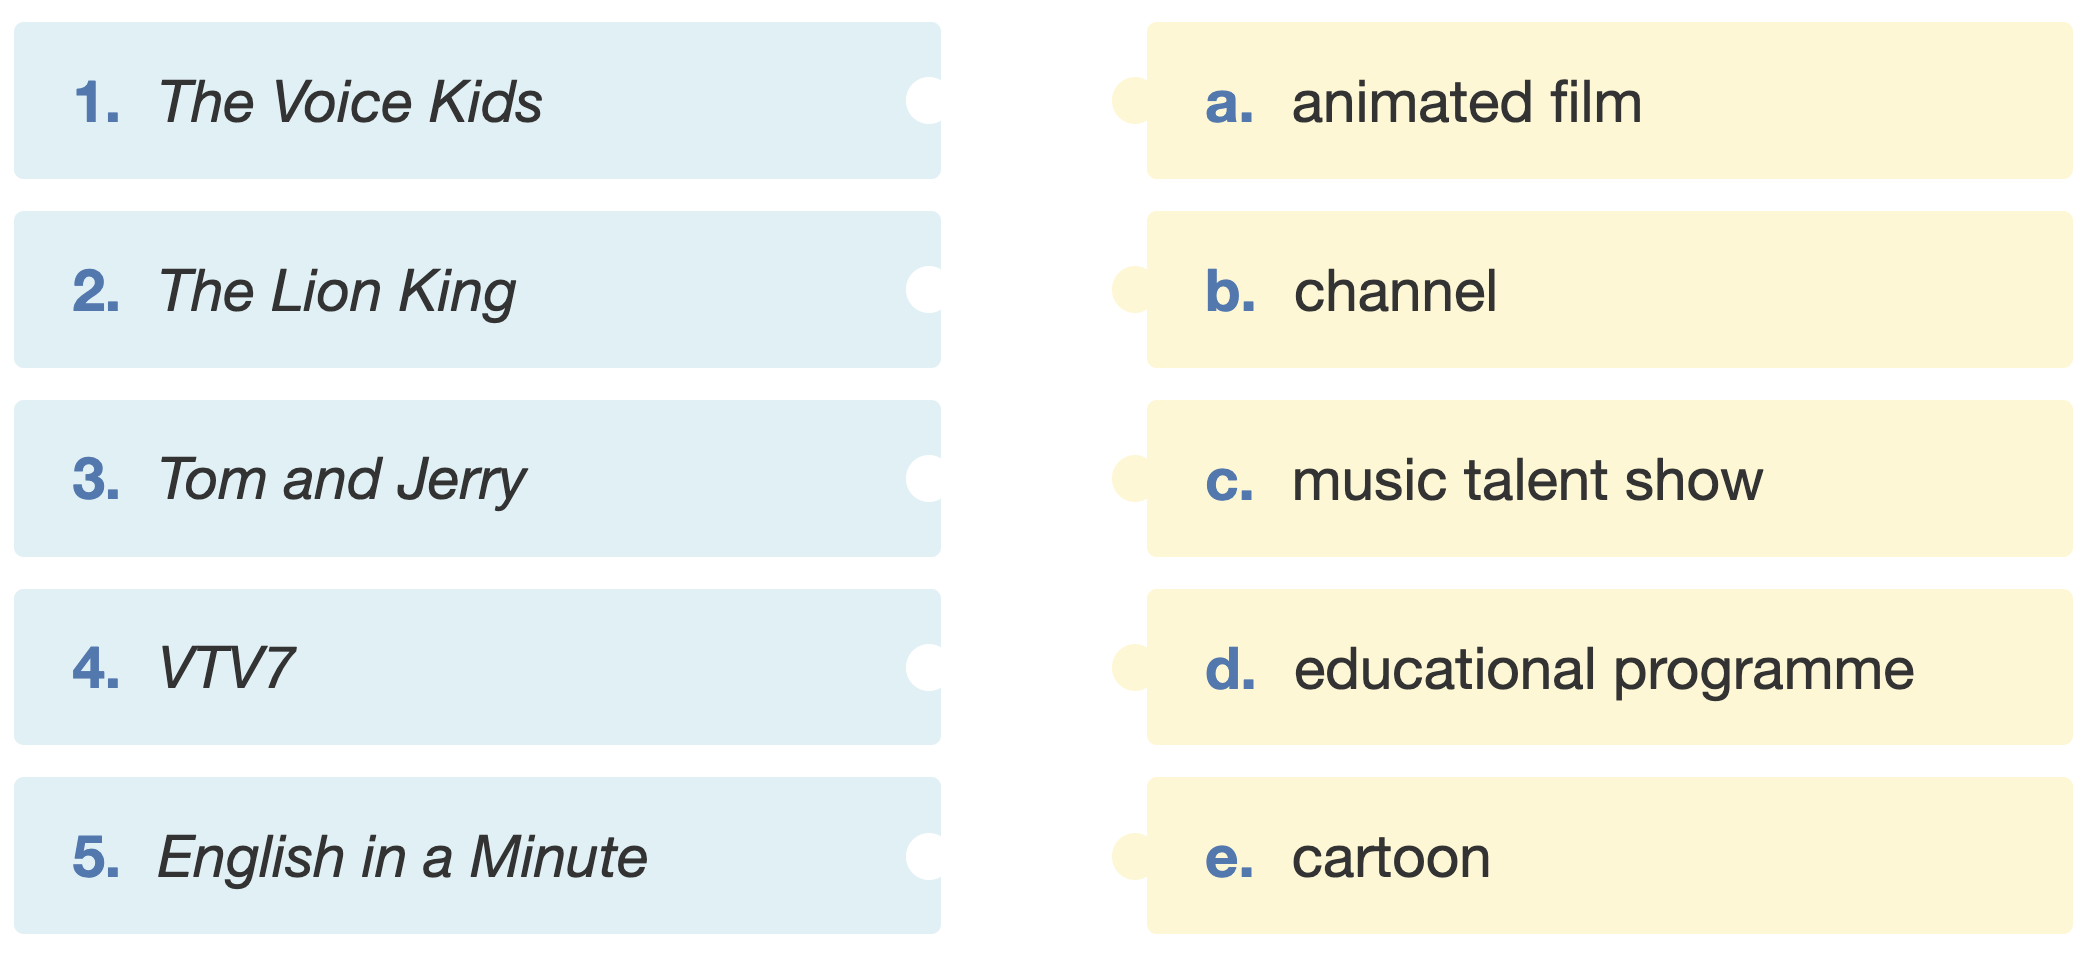 1. The Voice Kids
a. animated film
2. The Lion King
b. channel
3. Tom and Jerry
c. music talent show
4. VTV7
d. educational programme
5. English in a Minute
e. cartoon